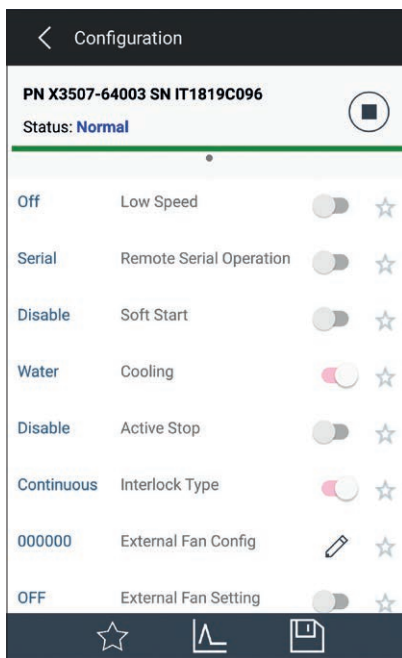 Configuration
PN X3507-64003 SN IT1819C096
Status: Normal
Off Low Speed
Serial Remote Serial Operation
Disable Soft Start
Water Cooling
Disable Active Stop
Continuous Interlock Type
000000 External Fan Config
OFF External Fan Setting